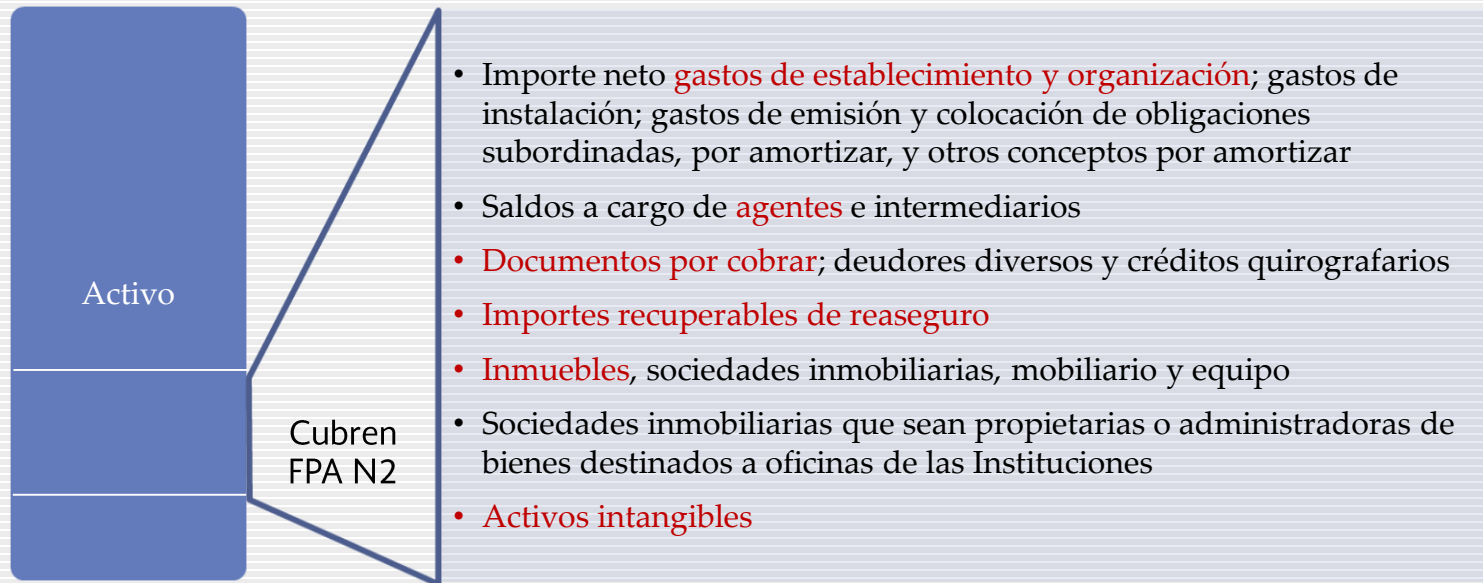 Activo
Cubren
FPA N2
• Importe neto gastos de establecimiento y organización; gastos de
instalación; gastos de emisión y colocación de obligaciones
subordinadas, por amortizar, y otros conceptos por amortizar
• Saldos a cargo de agentes e intermediarios
• Documentos por cobrar; deudores diversos y créditos quirografarios
• Importes recuperables de reaseguro
• Inmuebles, sociedades inmobiliarias, mobiliario y equipo
• Sociedades inmobiliarias que sean propietarias o administradoras de
bienes destinados a oficinas de las Instituciones
• Activos intangibles